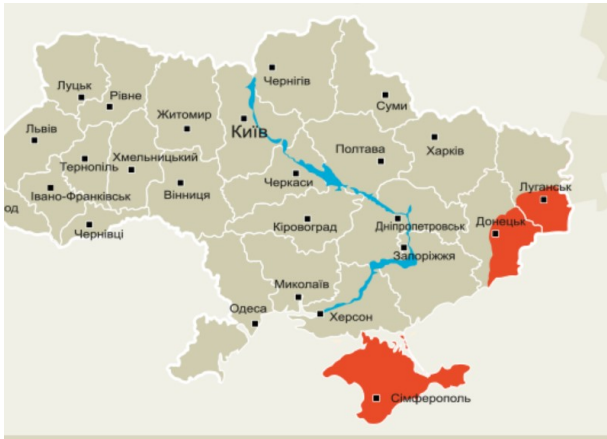 Чернігів
Луцьк
Рівне
Суми
Житомир
Київ
Львів
Полтава
Харків
Тернопіль
Хмельницький
Черкаси
Луганськ
Івано-Франківськ
Вінниця
од
Кіровоград
Дніпропетровськ
Донецьк
Чернівці
Запоріжжя
Миколаїв
Одеса
Херсон
Сімферополь